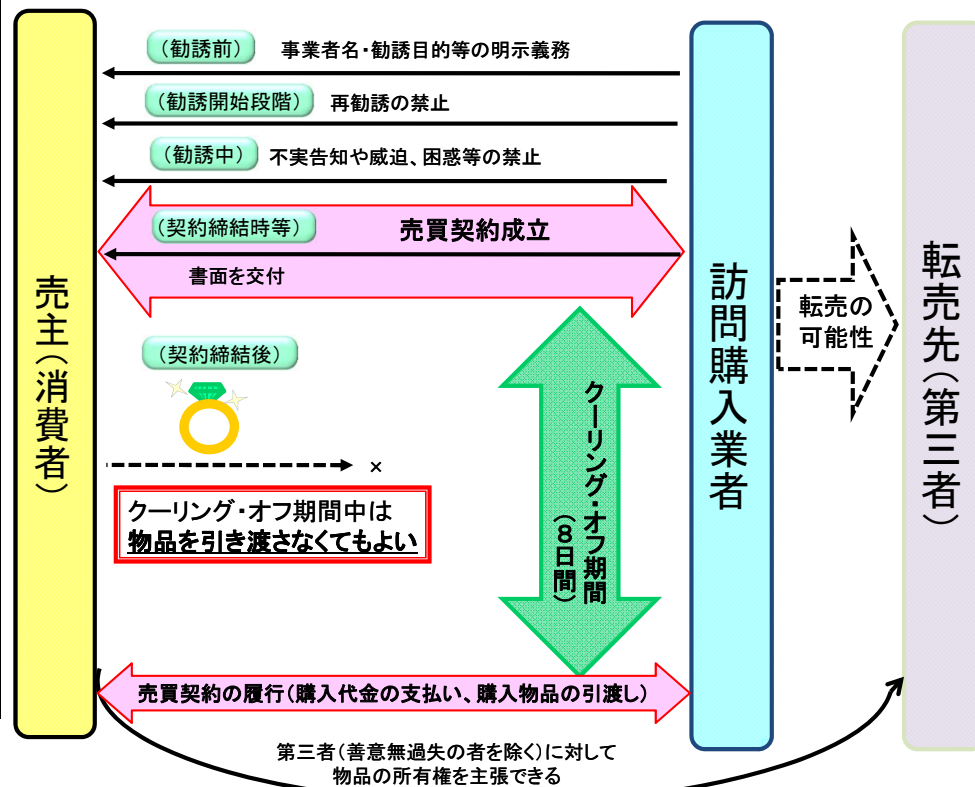 (勧誘前) 事業者名・勧誘目的等の明示義務
(勧誘開始段階) 再勧誘の禁止
(勧誘中) 不実告知や威迫、困惑等の禁止
(契約締結時等) 売買契約成立
書面を交付
売主(消費者)
訪問購入業者
転売の
可能性
転売先(第三者)
(契約締結後)
×
クーリング・オフ期間中は
物品を引き渡さなくてもよい
クーリング・オフ期間
(8日間)
売買契約の履行(購入代金の支払い、購入物品の引渡し)
第三者(善意無過失の者を除く)に対して
物品の所有権を主張できる